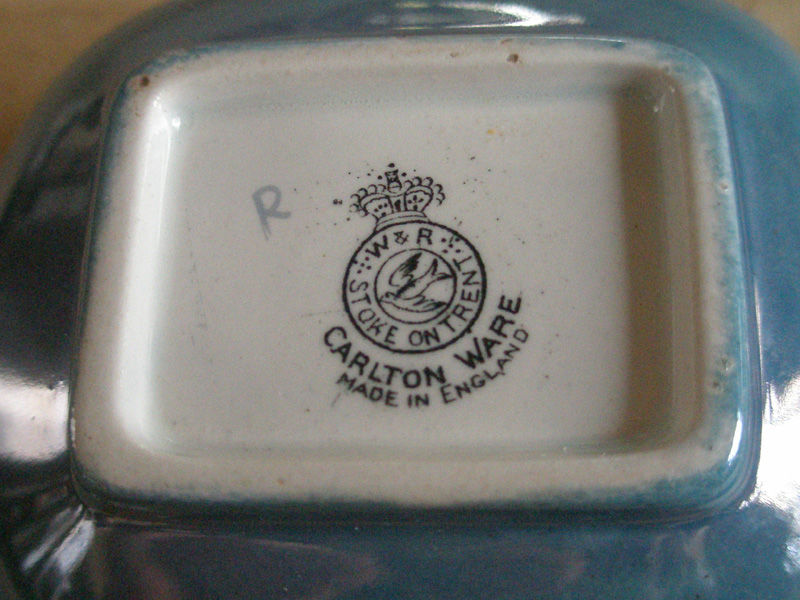 R
W & R
STOKE ON TRENT
CARLTON WARE
MADE IN ENGLAND